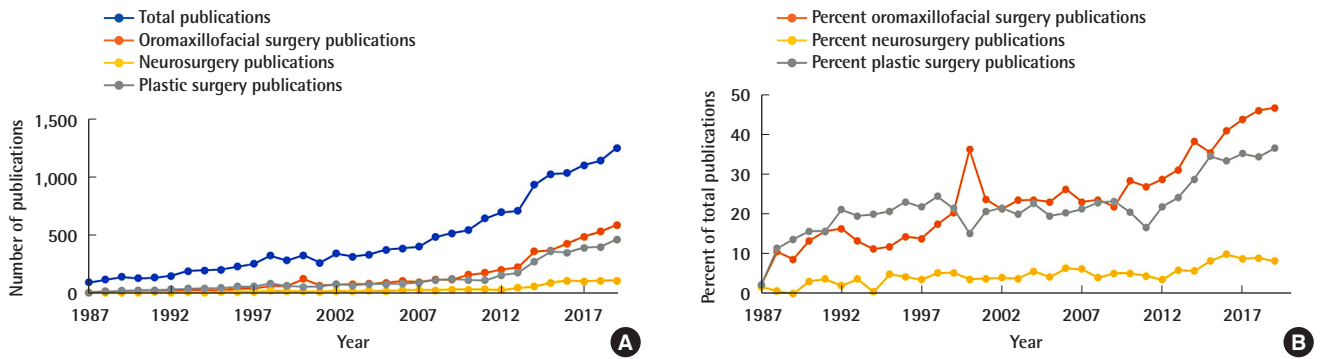 Total publications
Oromaxillofacial surgery publications
Neurosurgery publications
Plastic surgery publications
Number of publications
1,500
1,000
500
0
1987 1992 1997 2002 2007 2012 2017
Year
A
Percent oromaxillofacial surgery publications
Percent neurosurgery publications
Percent plastic surgery publications
Percent of total publications
50
40
30
20
10
0
1987 1992 1997 2002 2007 2012 2017
Year
B